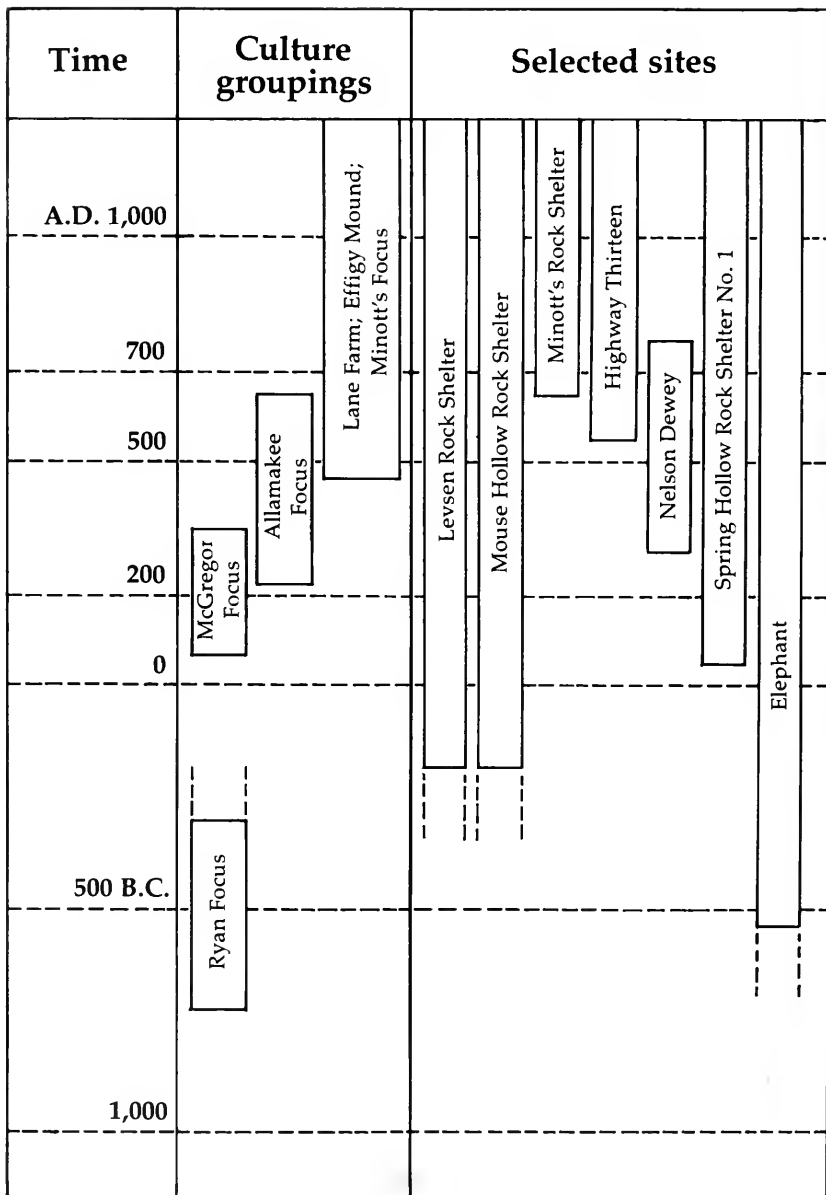 Time
Culture
groupings
Selected sites
A.D. 1,000
700
500
200
0
500 B.C.
1,000
McGregor
Focus
Ryan Focus
Allamakee
Focus
Lane Farm; Effigy Mound;
Minott's Focus
Levsen Rock Shelter
Mouse Hollow Rock Shelter
Minott's Rock Shelter
Highway Thirteen
Nelson Dewey
Spring Hollow Rock Shelter No. 1
Elephant